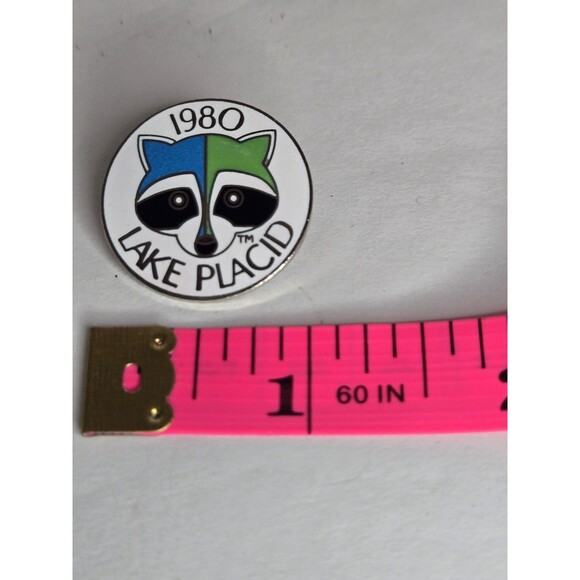 1980
LAKE PLACID
TM
1
60 IN